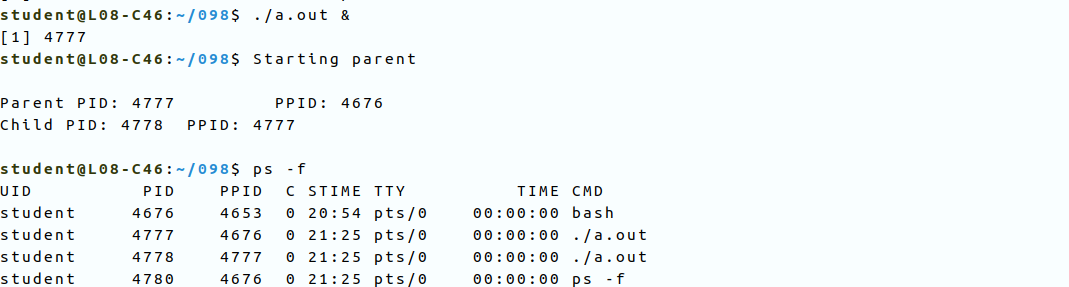 student@L08-C46:~/098$ ./a.out &
[1] 4777
student@L08-C46:~/098$ Starting parent
Parent PID: 4777         PPID: 4676
Child PID: 4778  PPID: 4777
student@L08-C46:~/098$ ps -f
UID          PID    PPID  C STIME TTY          TIME CMD
student     4676    4653  0 20:54 pts/0    00:00:00 bash
student     4777    4676  0 21:25 pts/0    00:00:00 ./a.out
student     4778    4777  0 21:25 pts/0    00:00:00 ./a.out
student     4780    4676  0 21:25 pts/0    00:00:00 ps -f